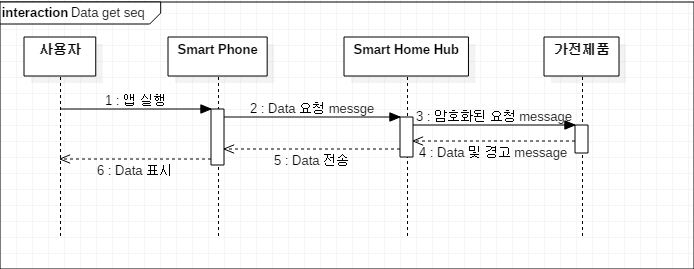 interaction Data get seq
사용자
Smart Phone
Smart Home Hub
가전제품
1 : 앱 실행
2 : Data 요청 messge
3 : 암호화된 요청 message
4 : Data 및 경고 message
5 : Data 전송
6 : Data 표시